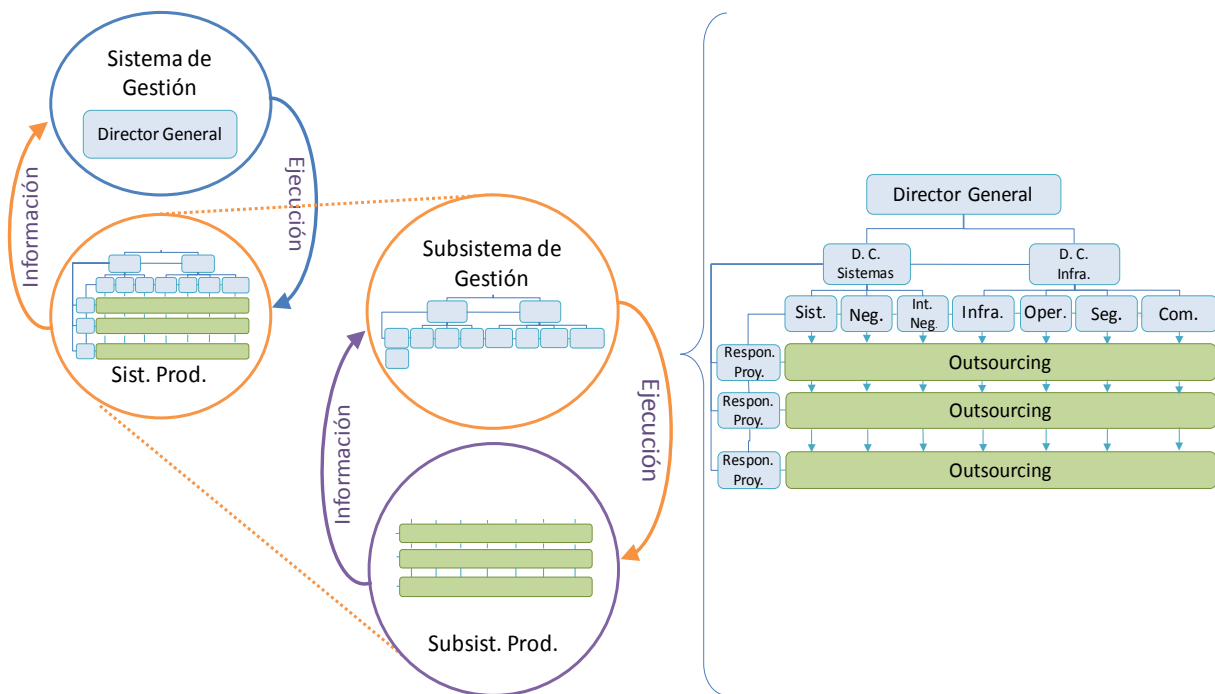 Sistema de
Gestión
Director General
Información
Ejecución
Sist. Prod.
Subsistema de
Gestión
Información
Ejecución
Subsist. Prod.
Director General
D. C.
Sistemas
D. C.
Infra.
Sist.
Neg.
Int.
Neg.
Infra.
Oper.
Seg.
Com.
Respon.
Proy.
Outsourcing
Respon.
Proy.
Outsourcing
Respon.
Proy.
Outsourcing